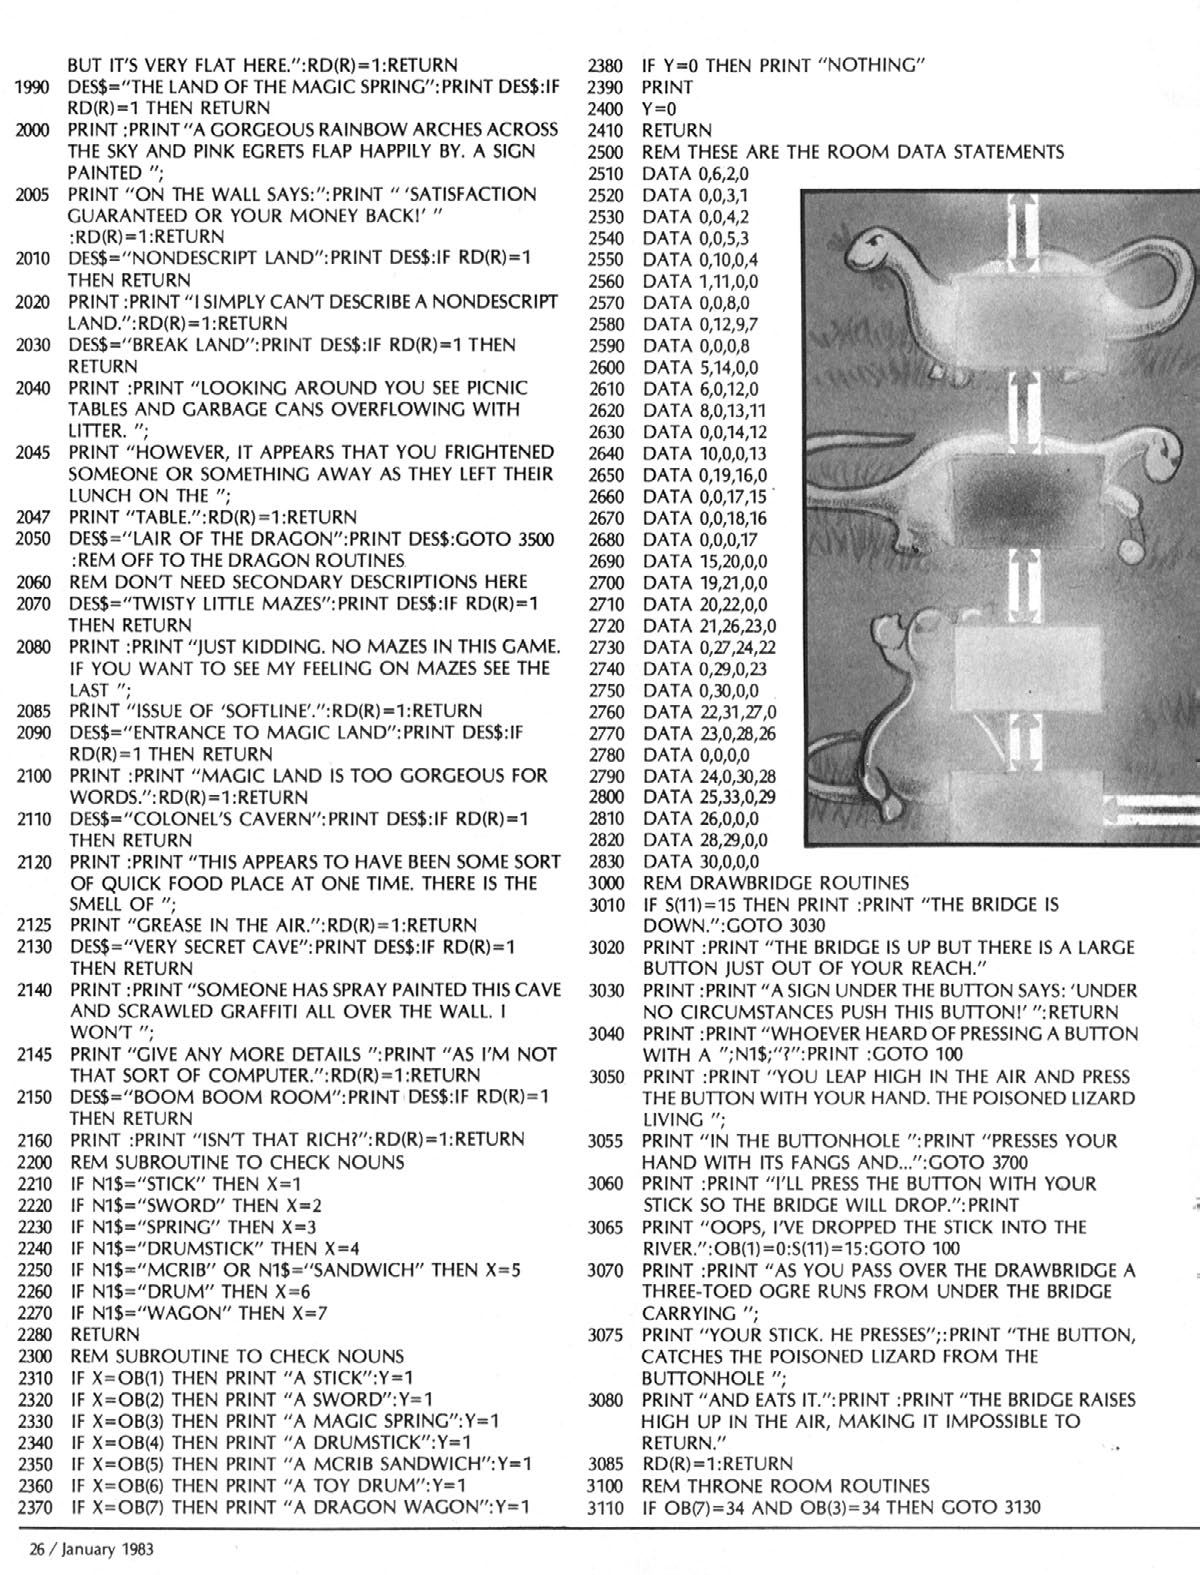 BUT IT'S VERY FLAT HERE.":RD(R)=1:RETURN
1990 DES$="THE LAND OF THE MAGIC SPRING":PRINT DES$:IF
RD(R)=1 THEN RETURN
2000 PRINT :PRINT "A GORGEOUS RAINBOW ARCHES ACROSS
THE SKY AND PINK EGRETS FLAP HAPPILY BY. A SIGN
PAINTED ";
2005 PRINT "ON THE WALL SAYS:":PRINT " 'SATISFACTION
GUARANTEED OR YOUR MONEY BACK!' "
:RD(R)=1:RETURN
2010 DES$="NONDESCRIPT LAND":PRINT DES$:IF RD(R)=1
THEN RETURN
2020 PRINT :PRINT "I SIMPLY CAN'T DESCRIBE A NONDESCRIPT
LAND.":RD(R)=1:RETURN
2030 DES$="BREAK LAND":PRINT DES$:IF RD(R)=1 THEN
RETURN
2040 PRINT :PRINT "LOOKING AROUND YOU SEE PICNIC
TABLES AND GARBAGE CANS OVERFLOWING WITH
LITTER. ";
2045 PRINT "HOWEVER, IT APPEARS THAT YOU FRIGHTENED
SOMEONE OR SOMETHING AWAY AS THEY LEFT THEIR
LUNCH ON THE ";
2047 PRINT "TABLE.":RD(R)=1:RETURN
2050 DES$="LAIR OF THE DRAGON":PRINT DES$:GOTO 3500
:REM OFF TO THE DRAGON ROUTINES
2060 REM DON'T NEED SECONDARY DESCRIPTIONS HERE
2070 DES$="TWISTY LITTLE MAZES":PRINT DES$:IF RD(R)=1
THEN RETURN
2080 PRINT :PRINT "JUST KIDDING. NO MAZES IN THIS GAME.
IF YOU WANT TO SEE MY FEELING ON MAZES SEE THE
LAST ";
2085 PRINT "ISSUE OF 'SOFTLINE'.":RD(R)=1:RETURN
2090 DES$="ENTRANCE TO MAGIC LAND":PRINT DES$:IF
RD(R)=1 THEN RETURN
2100 PRINT :PRINT "MAGIC LAND IS TOO GORGEOUS FOR
WORDS.":RD(R)=1:RETURN
2110 DES$="COLONEL'S CAVERN":PRINT DES$:IF RD(R)=1
THEN RETURN
2120 PRINT :PRINT "THIS APPEARS TO HAVE BEEN SOME SORT
OF QUICK FOOD PLACE AT ONE TIME. THERE IS THE
SMELL OF ";
2125 PRINT "GREASE IN THE AIR.":RD(R)=1:RETURN
2130 DES$="VERY SECRET CAVE":PRINT DES$:IF RD(R)=1
THEN RETURN
2140 PRINT :PRINT "SOMEONE HAS SPRAY PAINTED THIS CAVE
AND SCRAWLED GRAFFITI ALL OVER THE WALL. I
WON'T ";
2145 PRINT "GIVE ANY MORE DETAILS ":PRINT "AS I'M NOT
THAT SORT OF COMPUTER.":RD(R)=1:RETURN
2150 DES$="BOOM BOOM ROOM":PRINT DES$:IF RD(R)=1
THEN RETURN
2160 PRINT :PRINT "ISN'T THAT RICH?":RD(R)=1:RETURN
2200 REM SUBROUTINE TO CHECK NOUNS
2210 IF N1$="STICK" THEN X=1
2220 IF N1$="SWORD" THEN X=2
2230 IF N1$="SPRING" THEN X=3
2240 IF N1$="DRUMSTICK" THEN X=4
2250 IF N1$="MCRIB" OR N1$="SANDWICH" THEN X=5
2260 IF N1$="DRUM" THEN X=6
2270 IF N1$="WAGON" THEN X=7
2280 RETURN
2300 REM SUBROUTINE TO CHECK NOUNS
2310 IF X=OB(1) THEN PRINT "A STICK":Y=1
2320 IF X=OB(2) THEN PRINT "A SWORD":Y=1
2330 IF X=OB(3) THEN PRINT "A MAGIC SPRING":Y=1
2340 IF X=OB(4) THEN PRINT "A DRUMSTICK":Y=1
2350 IF X=OB(5) THEN PRINT "A MCRIB SANDWICH":Y=1
2360 IF X=OB(6) THEN PRINT "A TOY DRUM":Y=1
2370 IF X=OB(7) THEN PRINT "A DRAGON WAGON":Y=1
2380 IF Y=0 THEN PRINT "NOTHING"
2390 PRINT
2400 Y=0
2410 RETURN
2500 REM THESE ARE THE ROOM DATA STATEMENTS
2510 DATA 0,6,2,0
2520 DATA 0,0,3,1
2530 DATA 0,0,4,2
2540 DATA 0,0,5,3
2550 DATA 0,10,0,4
2560 DATA 1,11,0,0
2570 DATA 0,0,8,0
2580 DATA 0,12,9,7
2590 DATA 0,0,0,8
2600 DATA 5,14,0,0
2610 DATA 6,0,12,0
2620 DATA 8,0,13,11
2630 DATA 0,0,14,12
2640 DATA 10,0,0,13
2650 DATA 0,19,16,0
2660 DATA 0,0,17,15
2670 DATA 0,0,18,16
2680 DATA 0,0,0,17
2690 DATA 15,20,0,0
2700 DATA 19,21,0,0
2710 DATA 20,22,0,0
2720 DATA 21,26,23,0
2730 DATA 0,27,24,22
2740 DATA 0,29,0,23
2750 DATA 0,30,0,0
2760 DATA 22,31,27,0
2770 DATA 23,0,28,26
2780 DATA 0,0,0,0
2790 DATA 24,0,30,28
2800 DATA 25,33,0,29
2810 DATA 26,0,0,0
2820 DATA 28,29,0,0
2830 DATA 30,0,0,0
3000 REM DRAWBRIDGE ROUTINES
3010 IF S(11)=15 THEN PRINT :PRINT "THE BRIDGE IS
DOWN.":GOTO 3030
3020 PRINT :PRINT "THE BRIDGE IS UP BUT THERE IS A LARGE
BUTTON JUST OUT OF YOUR REACH."
3030 PRINT :PRINT "A SIGN UNDER THE BUTTON SAYS: 'UNDER
NO CIRCUMSTANCES PUSH THIS BUTTON!' ":RETURN
3040 PRINT :PRINT "WHOEVER HEARD OF PRESSING A BUTTON
WITH A ";N1$;"?":PRINT :GOTO 100
3050 PRINT :PRINT "YOU LEAP HIGH IN THE AIR AND PRESS
THE BUTTON WITH YOUR HAND. THE POISONED LIZARD
LIVING ";
3055 PRINT "IN THE BUTTONHOLE ":PRINT "PRESSES YOUR
HAND WITH ITS FANGS AND...":GOTO 3700
3060 PRINT :PRINT "I'LL PRESS THE BUTTON WITH YOUR
STICK SO THE BRIDGE WILL DROP.":PRINT
3065 PRINT "OOPS, I'VE DROPPED THE STICK INTO THE
RIVER.":OB(1)=0:S(11)=15:GOTO 100
3070 PRINT :PRINT "AS YOU PASS OVER THE DRAWBRIDGE A
THREE-TOED OGRE RUNS FROM UNDER THE BRIDGE
CARRYING ";
3075 PRINT "YOUR STICK. HE PRESSES";:PRINT "THE BUTTON,
CATCHES THE POISONED LIZARD FROM THE
BUTTONHOLE ";
3080 PRINT "AND EATS IT.":PRINT :PRINT "THE BRIDGE RAISES
HIGH UP IN THE AIR, MAKING IT IMPOSSIBLE TO
RETURN."
3085 RD(R)=1:RETURN
3100 REM THRONE ROOM ROUTINES
3110 IF OB(7)=34 AND OB(3)=34 THEN GOTO 3130
26 / January 1983